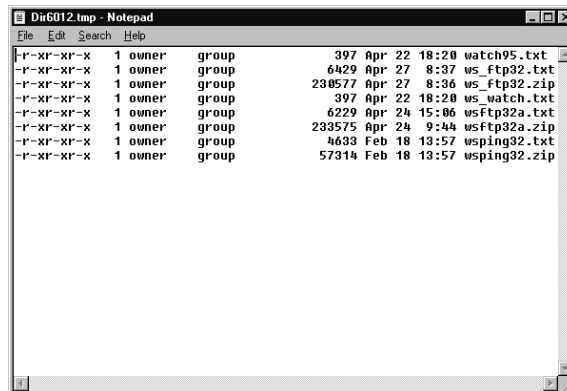 Dir6012.tmp - Notepad
File Edit Search Help
-r-xr-xr-x 1 owner group 397 Apr 22 18:20 watch95.txt
-r-xr-xr-x 1 owner group 6429 Apr 27 8:37 ws_ftp32.txt
-r-xr-xr-x 1 owner group 230577 Apr 27 8:36 ws_ftp32.zip
-r-xr-xr-x 1 owner group 397 Apr 22 18:20 ws_watch.txt
-r-xr-xr-x 1 owner group 6229 Apr 24 15:06 wsftp32a.txt
-r-xr-xr-x 1 owner group 233575 Apr 24 9:44 wsftp32a.zip
-r-xr-xr-x 1 owner group 4633 Feb 18 13:57 wsping32.txt
-r-xr-xr-x 1 owner group 57314 Feb 18 13:57 wsping32.zip